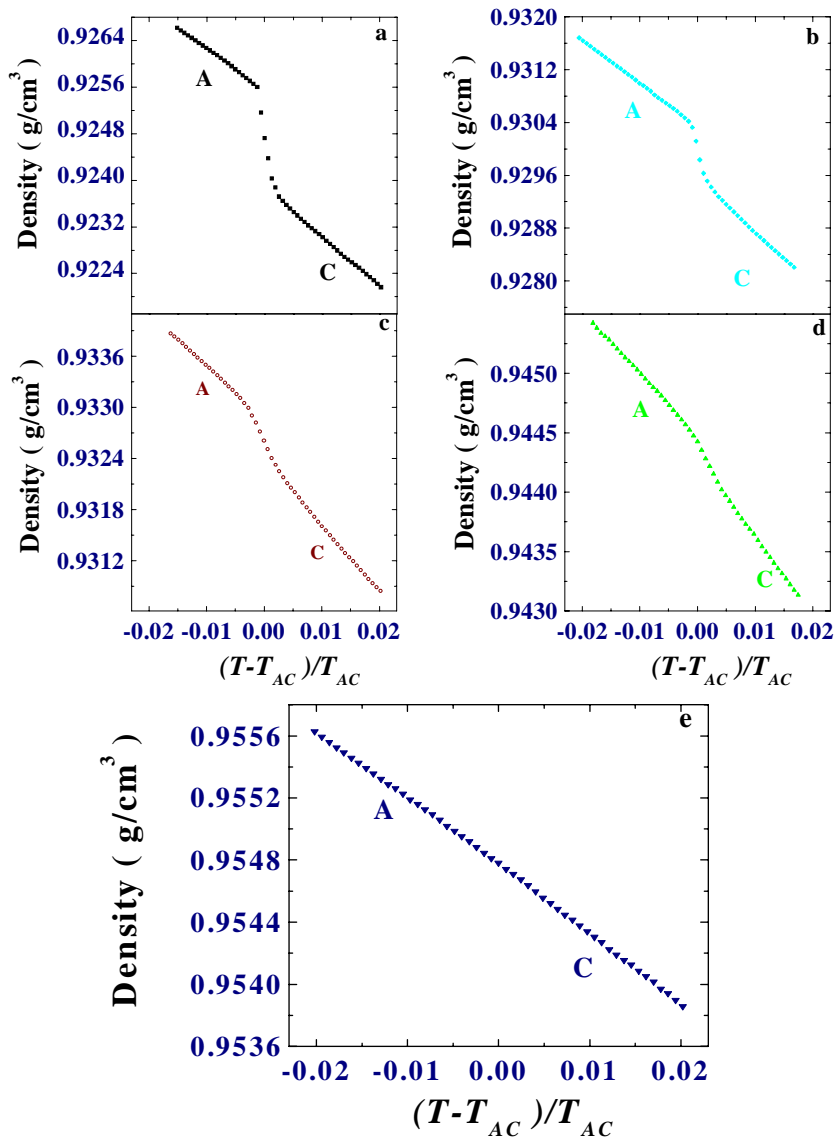 a
0.9264
0.9256
0.9248
0.9240
0.9232
0.9224
Density ( g/cm3)
A
C
b
0.9320
0.9312
0.9304
0.9296
0.9288
0.9280
Density ( g/cm3)
A
C
c
0.9336
0.9330
0.9324
0.9318
0.9312
Density ( g/cm3)
A
C
-0.02 -0.01 0.00 0.01 0.02
(T-TAC)/TAC
d
0.9450
0.9445
0.9440
0.9435
0.9430
Density ( g/cm3)
A
C
-0.02 -0.01 0.00 0.01 0.02
(T-TAC)/TAC
e
0.9556
0.9552
0.9548
0.9544
0.9540
0.9536
Density ( g/cm3)
A
C
-0.02 -0.01 0.00 0.01 0.02
(T-TAC)/TAC